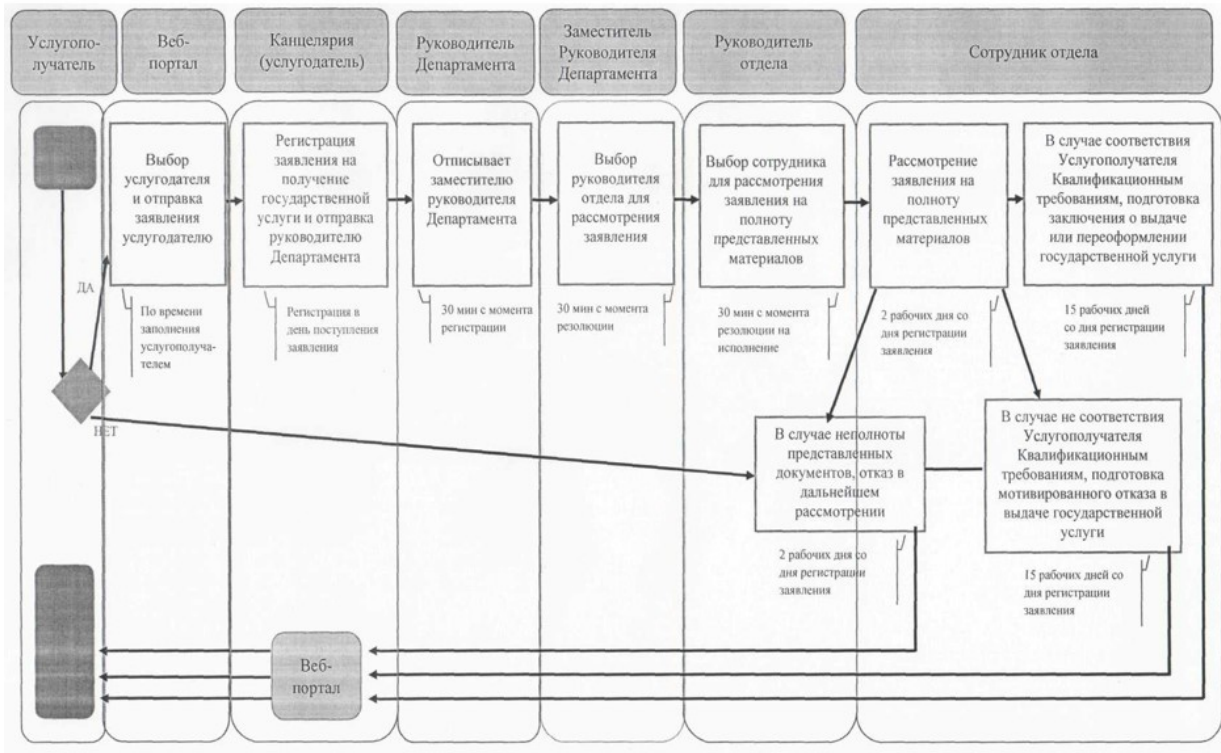 Услугопо-
лучатель
Веб-
портал
Канцелярия
(услугодатель)
Руководитель
Департамента
Заместитель
Руководителя
Департамента
Руководитель
отдела
Сотрудник отдела
Выбор
услугодателя
и отправка
заявления
услугодателю
Регистрация
заявления на
получение
государственной
услуги и отправка
руководителю
Департамента
Отписывает
заместителю
руководителя
Департамента
Выбор
руководителя
отдела для
рассмотрения
заявления
Выбор сотрудника
для рассмотрения
заявления на
полноту
представленных
материалов
Рассмотрение
заявления на
полноту
представленных
материалов
В случае соответствия
Услугополучателя
Квалификационным
требованиям, подготовка
заключения о выдаче
или переоформлении
государственной услуги
ДА
По времени
заполнения
услугополуча-
телем
Регистрация в
день поступления
заявления
30 мин с момента
регистрации
30 мин с момента
резолюции
30 мин с момента
резолюции на
исполнение
2 рабочих дня со
дня регистрации
заявления
15 рабочих дней
со дня регистрации
заявления
НЕТ
В случае неполноты
представленных
документов, отказ в
дальнейшем
рассмотрении
В случае не соответствия
Услугополучателя
Квалификационным
требованиям, подготовка
мотивированного отказа в
выдаче государственной
услуги
2 рабочих дня со
дня регистрации
заявления
15 рабочих дней со
дня регистрации
заявления
Веб-
портал